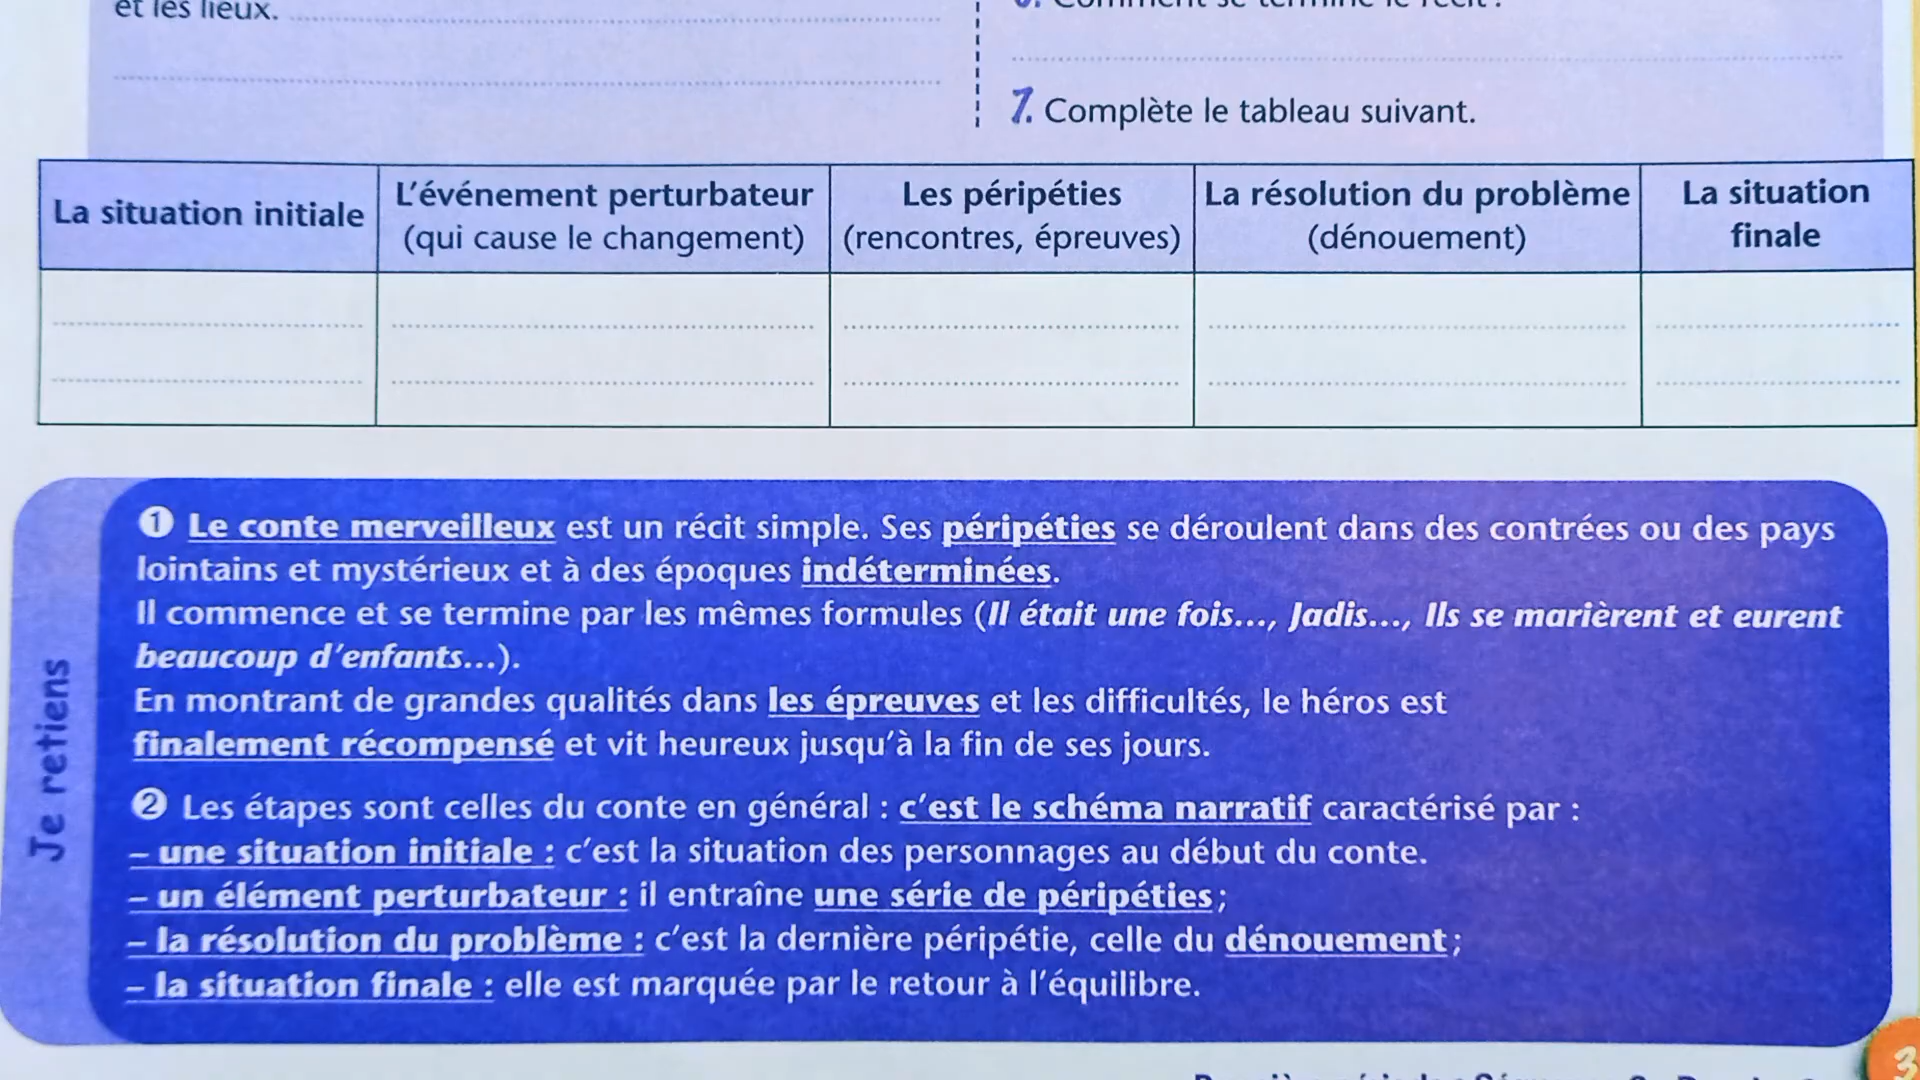 et les lieux.
6. Comment se termine le récit ?
7. Complète le tableau suivant.
La situation initiale
L'événement perturbateur
(qui cause le changement)
Les péripéties
(rencontres, épreuves)
La résolution du problème
(dénouement)
La situation
finale
Je retiens
❶ Le conte merveilleux est un récit simple. Ses péripéties se déroulent dans des contrées ou des pays
lointains et mystérieux et à des époques indéterminées.
Il commence et se termine par les mêmes formules (Il était une fois..., Jadis..., Ils se marièrent et eurent
beaucoup d'enfants...).
En montrant de grandes qualités dans les épreuves et les difficultés, le héros est
finalement récompensé et vit heureux jusqu'à la fin de ses jours.
❷ Les étapes sont celles du conte en général : c'est le schéma narratif caractérisé par :
– une situation initiale : c'est la situation des personnages au début du conte.
– un élément perturbateur : il entraîne une série de péripéties ;
– la résolution du problème : c'est la dernière péripétie, celle du dénouement ;
– la situation finale : elle est marquée par le retour à l'équilibre.